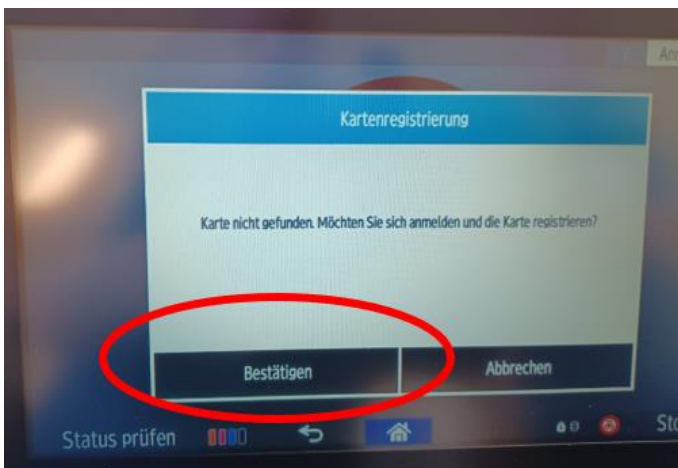 Kartenregistrierung
Karte nicht gefunden. Möchten Sie sich anmelden und die Karte registrieren?
Bestätigen
Abbrechen
Status prüfen